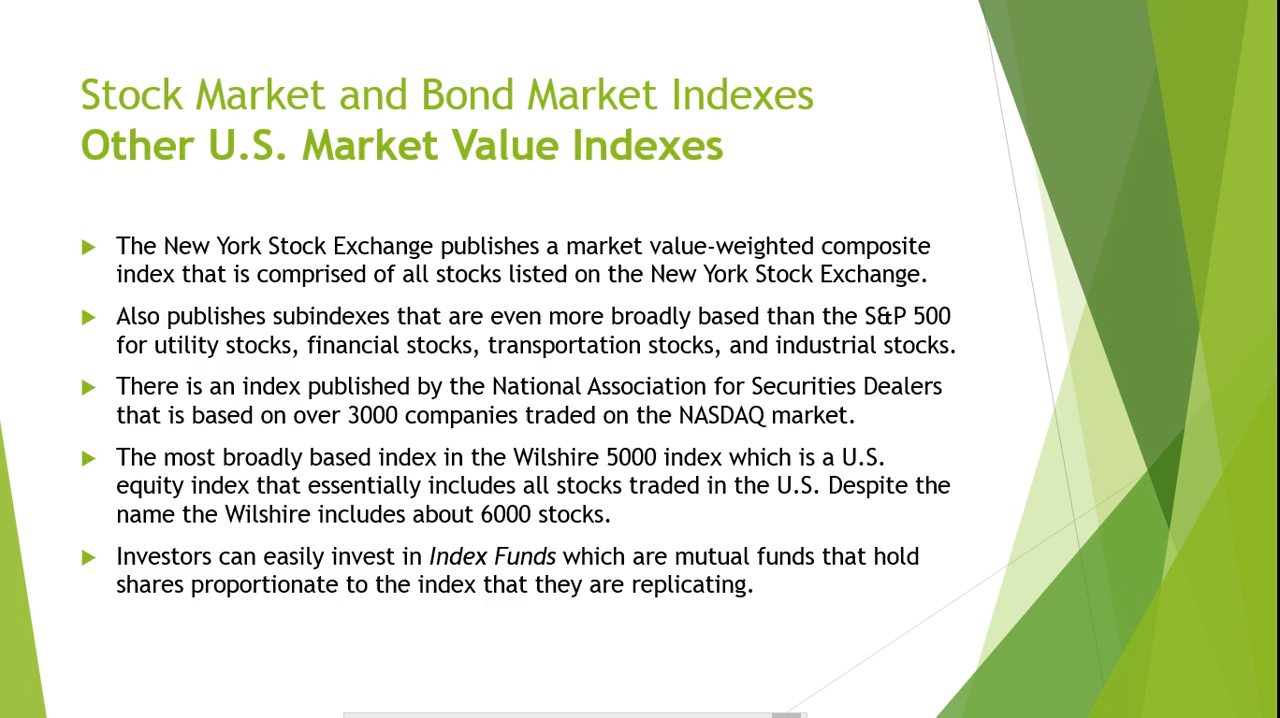 Stock Market and Bond Market Indexes
Other U.S. Market Value Indexes
The New York Stock Exchange publishes a market value-weighted composite
index that is comprised of all stocks listed on the New York Stock Exchange.
Also publishes subindexes that are even more broadly based than the S&P 500
for utility stocks, financial stocks, transportation stocks, and industrial stocks.
There is an index published by the National Association for Securities Dealers
that is based on over 3000 companies traded on the NASDAQ market.
The most broadly based index in the Wilshire 5000 index which is a U.S.
equity index that essentially includes all stocks traded in the U.S. Despite the
name the Wilshire includes about 6000 stocks.
Investors can easily invest in Index Funds which are mutual funds that hold
shares proportionate to the index that they are replicating.